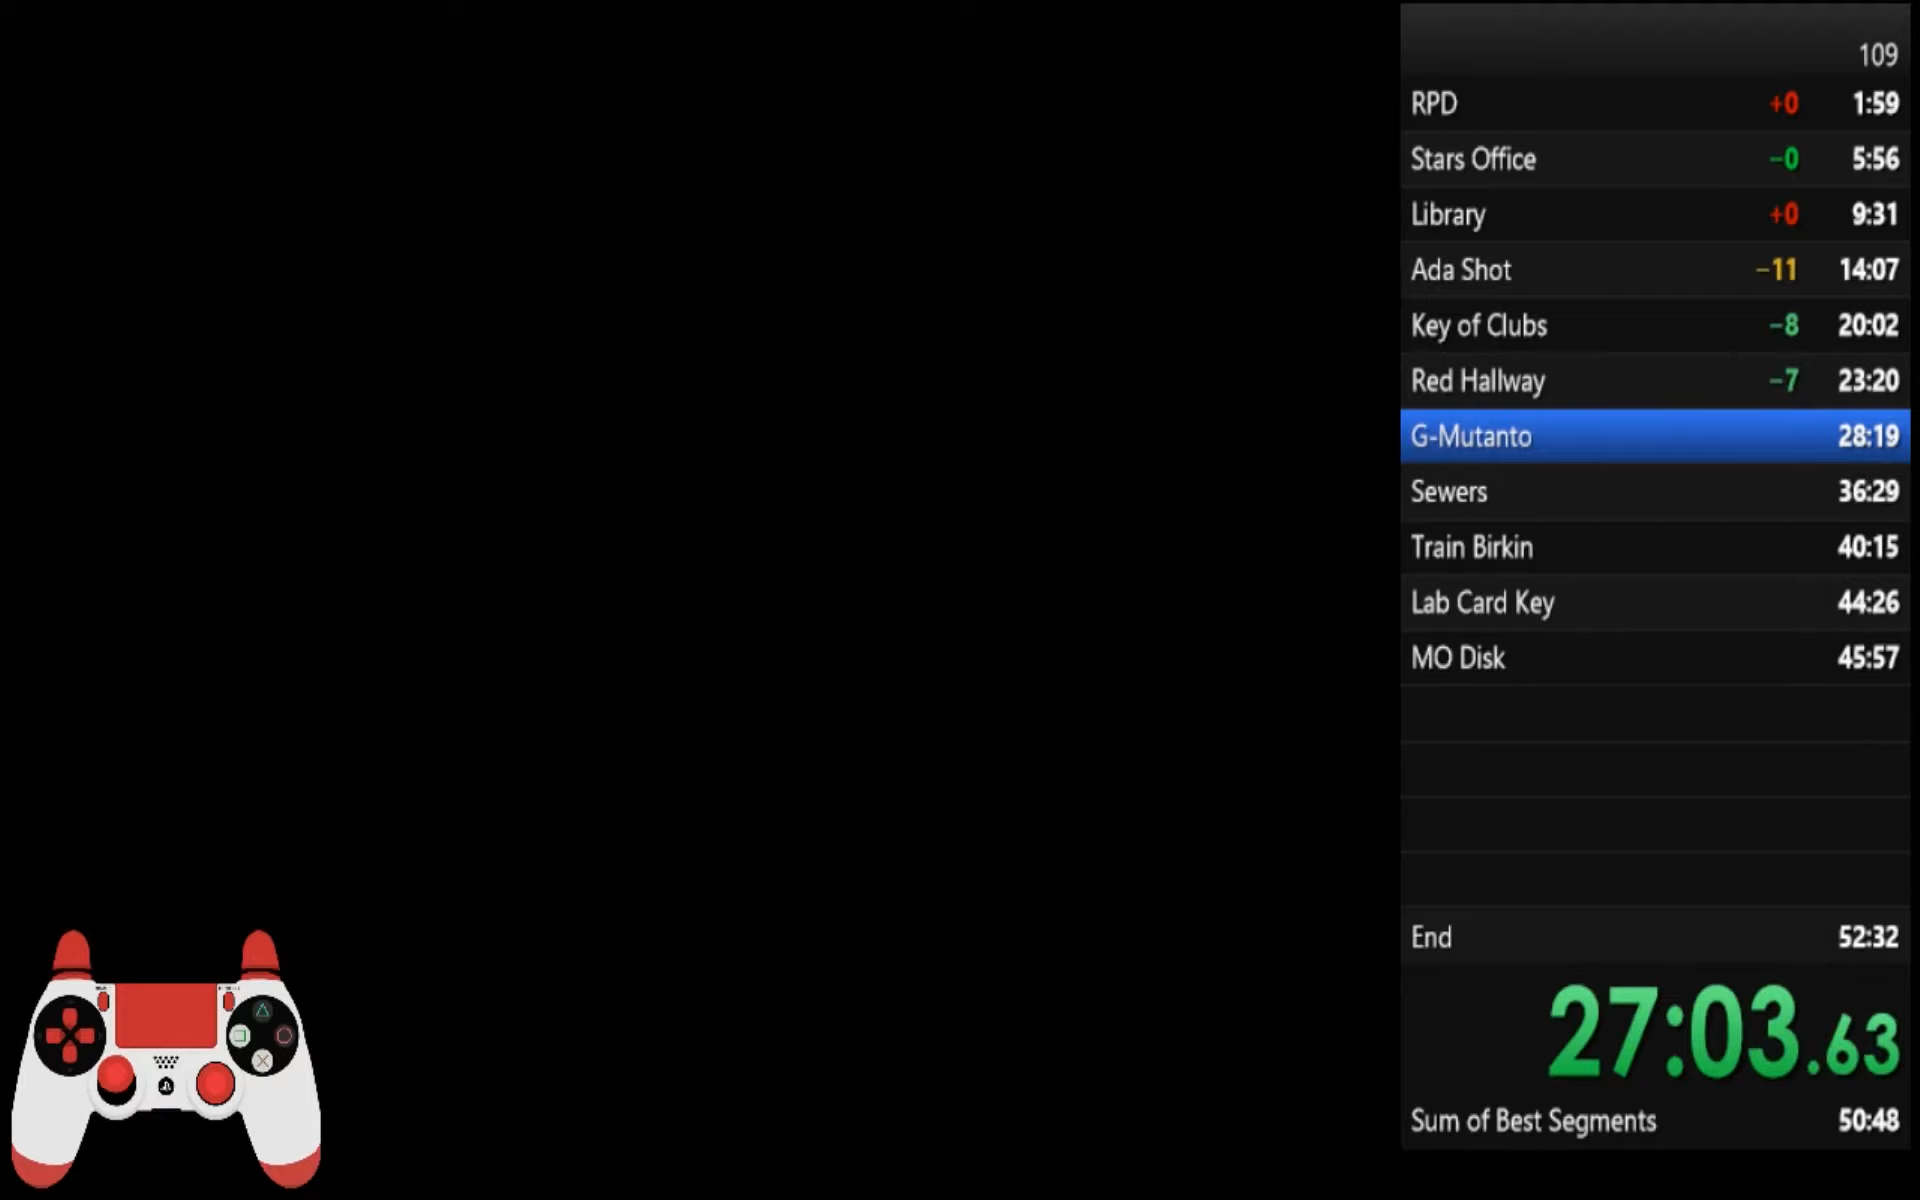 109
RPD +0 1:59
Stars Office -0 5:56
Library +0 9:31
Ada Shot -11 14:07
Key of Clubs -8 20:02
Red Hallway -7 23:20
G-Mutanto 28:19
Sewers 36:29
Train Birkin 40:15
Lab Card Key 44:26
MO Disk 45:57
End 52:32
27:03.63
Sum of Best Segments 50:48